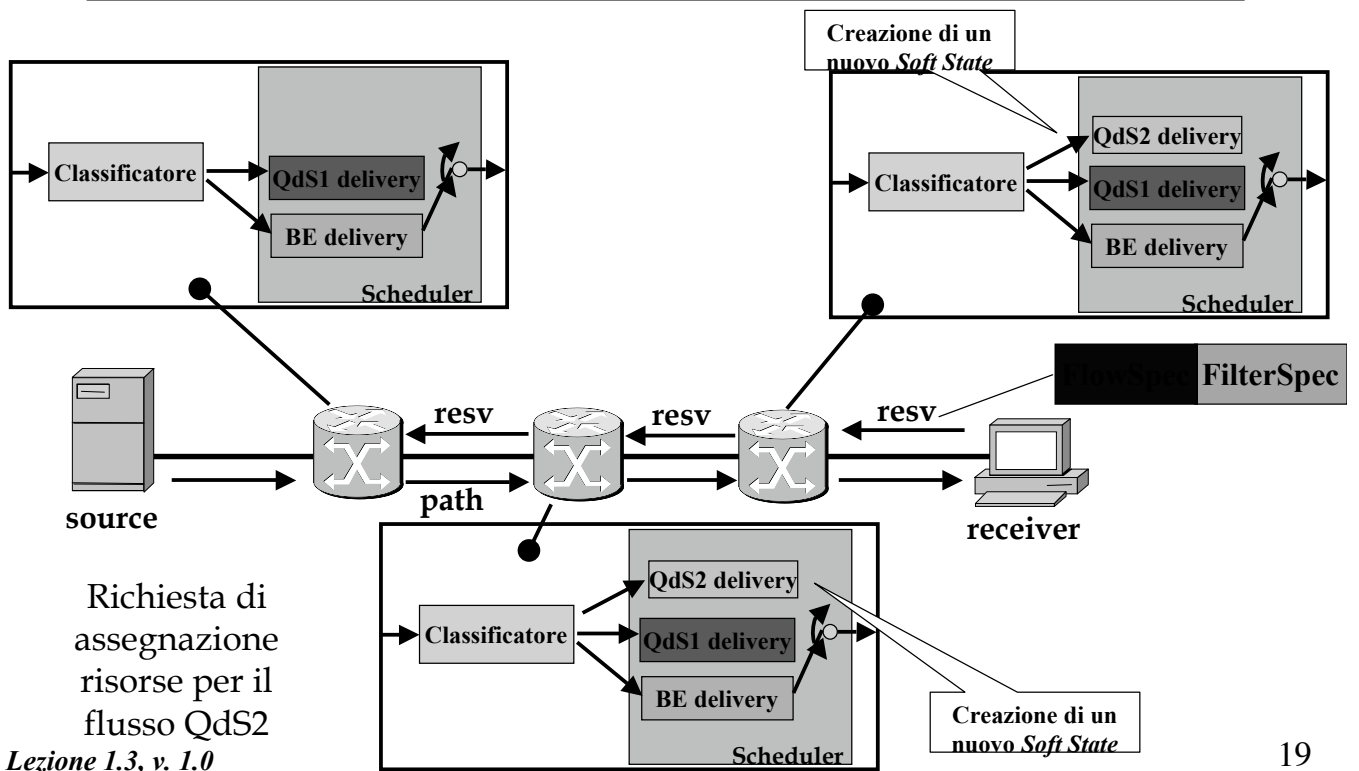 Creazione di un
nuovo Soft State
Classificatore
QdS1 delivery
BE delivery
Scheduler
Classificatore
QdS2 delivery
QdS1 delivery
BE delivery
Scheduler
FlowSpec FilterSpec
resv
resv
resv
path
source
receiver
Richiesta di
assegnazione
risorse per il
flusso QdS2
Classificatore
QdS2 delivery
QdS1 delivery
BE delivery
Scheduler
Creazione di un
nuovo Soft State
Lezione 1.3, v. 1.0
19